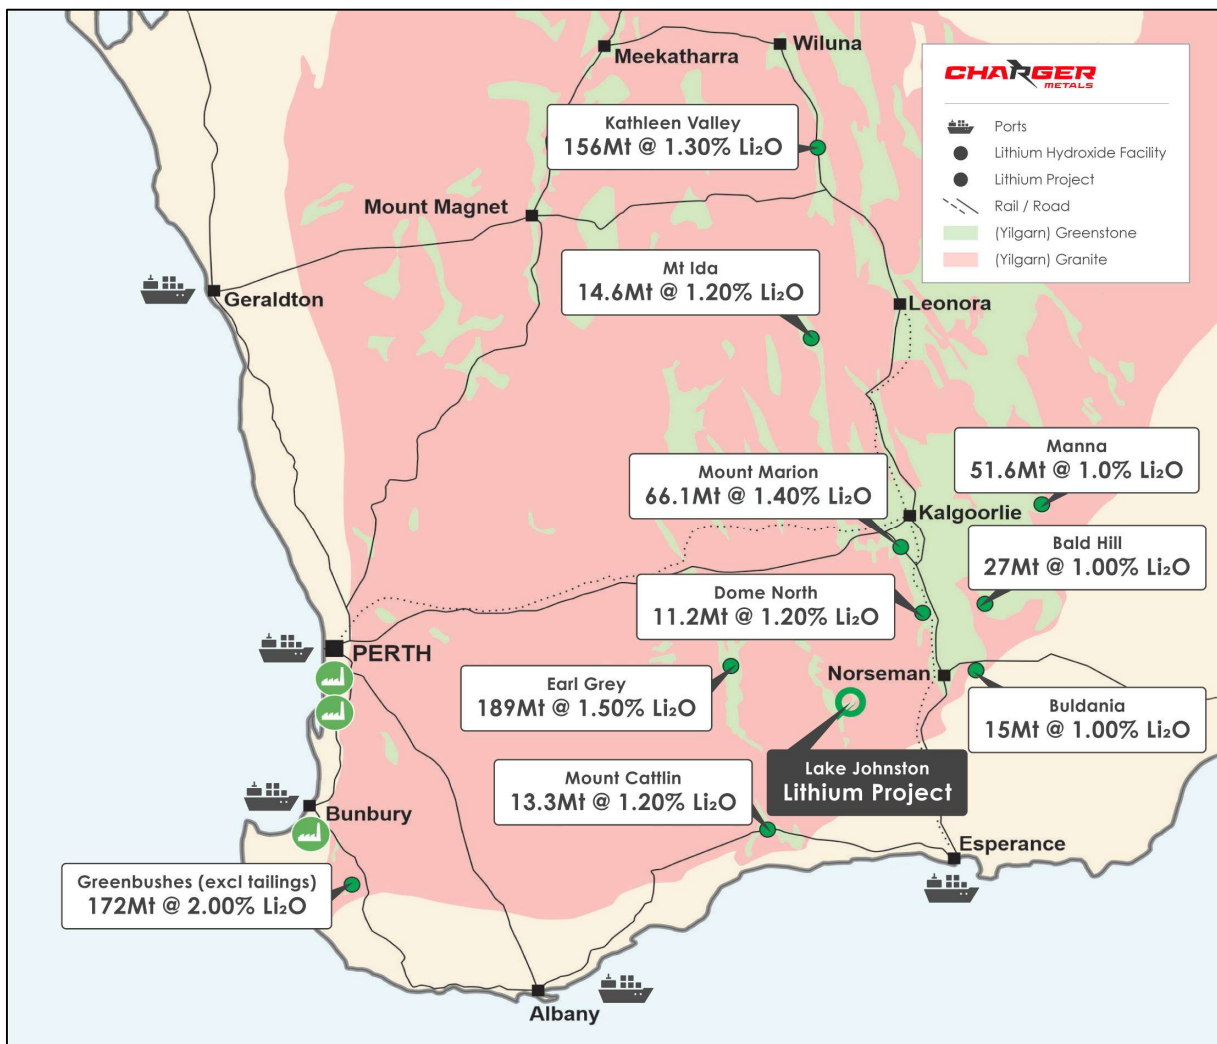 Meekatharra
Wiluna
CHARGER
METALS
Ports
Lithium Hydroxide Facility
Lithium Project
Rail / Road
(Yilgarn) Greenstone
(Yilgarn) Granite
Kathleen Valley
156Mt @ 1.30% Li₂O
Mount Magnet
Mt Ida
14.6Mt @ 1.20% Li₂O
Geraldton
Leonora
Manna
51.6Mt @ 1.0% Li₂O
Mount Marion
66.1Mt @ 1.40% Li₂O
Kalgoorlie
Bald Hill
27Mt @ 1.00% Li₂O
Dome North
11.2Mt @ 1.20% Li₂O
PERTH
Norseman
Earl Grey
189Mt @ 1.50% Li₂O
Buldania
15Mt @ 1.00% Li₂O
Lake Johnston
Lithium Project
Mount Cattlin
13.3Mt @ 1.20% Li₂O
Bunbury
Esperance
Greenbushes (excl tailings)
172Mt @ 2.00% Li₂O
Albany